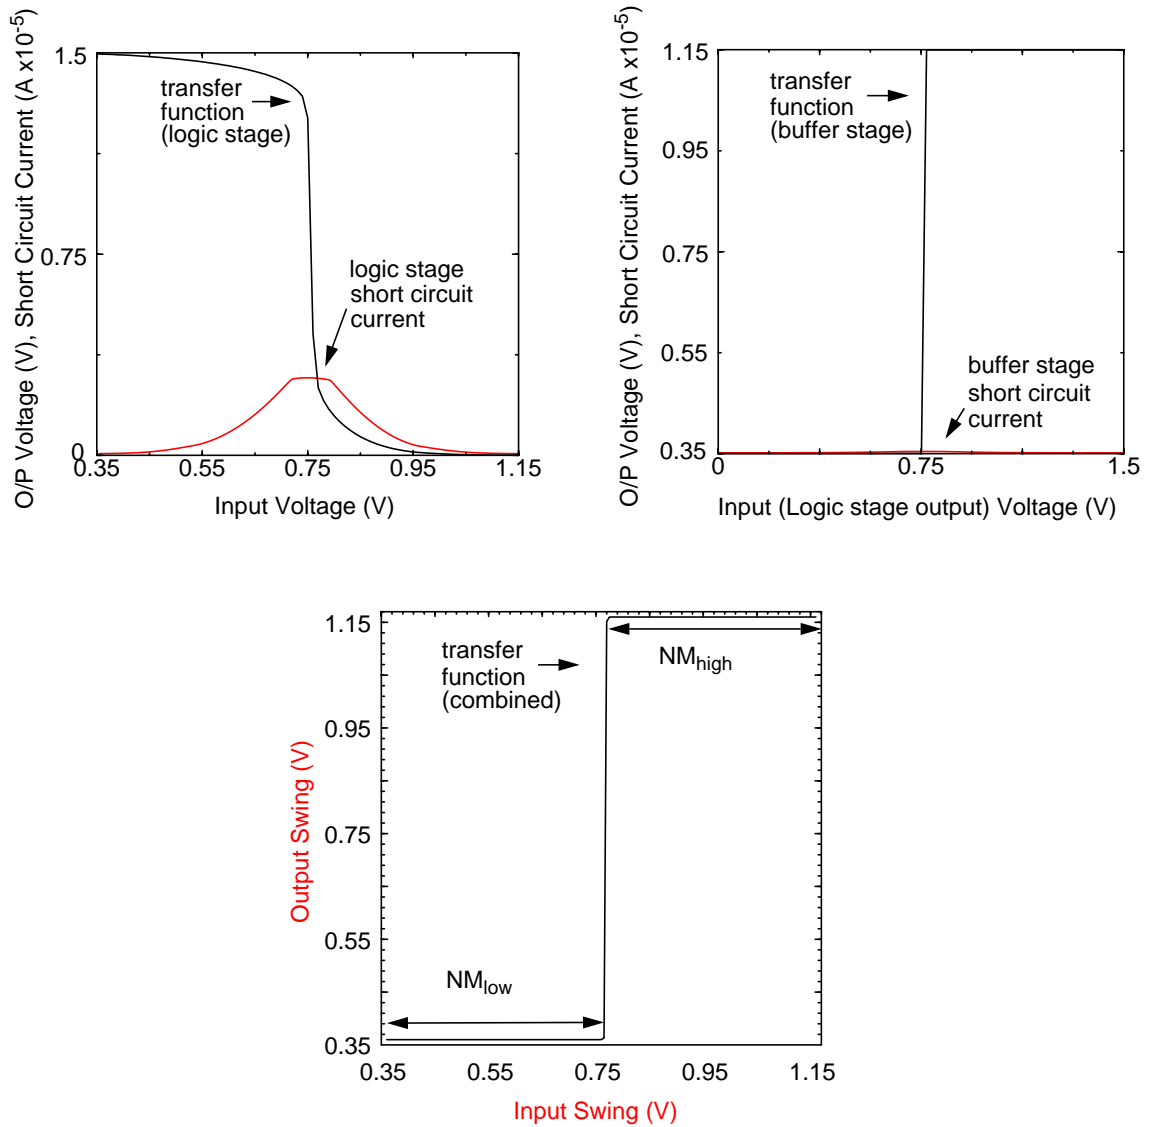 O/P Voltage (V), Short Circuit Current (A x10-5)
1.5
0.75
0
transfer
function
(logic stage)
logic stage
short circuit
current
0.35 0.55 0.75 0.95 1.15
Input Voltage (V)
O/P Voltage (V), Short Circuit Current (A x10-5)
1.15
0.95
0.75
0.55
0.35
transfer
function
(buffer stage)
buffer stage
short circuit
current
0 0.75 1.5
Input (Logic stage output) Voltage (V)
Output Swing (V)
1.15
0.95
0.75
0.55
0.35
transfer
function
(combined)
NMhigh
NMlow
0.35 0.55 0.75 0.95 1.15
Input Swing (V)